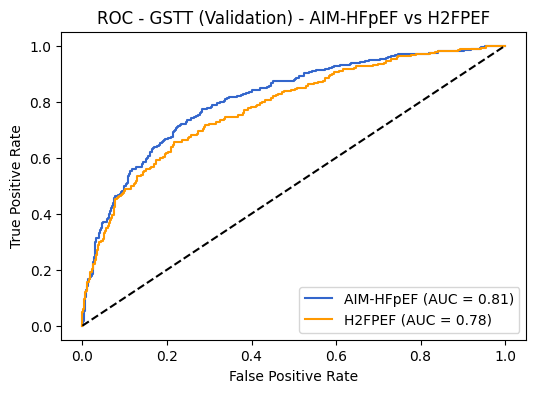 ROC - GSTT (Validation) - AIM-HFpEF vs H2FPEF
True Positive Rate
1.0
0.8
0.6
0.4
0.2
0.0
AIM-HFpEF (AUC = 0.81)
H2FPEF (AUC = 0.78)
0.0 0.2 0.4 0.6 0.8 1.0
False Positive Rate